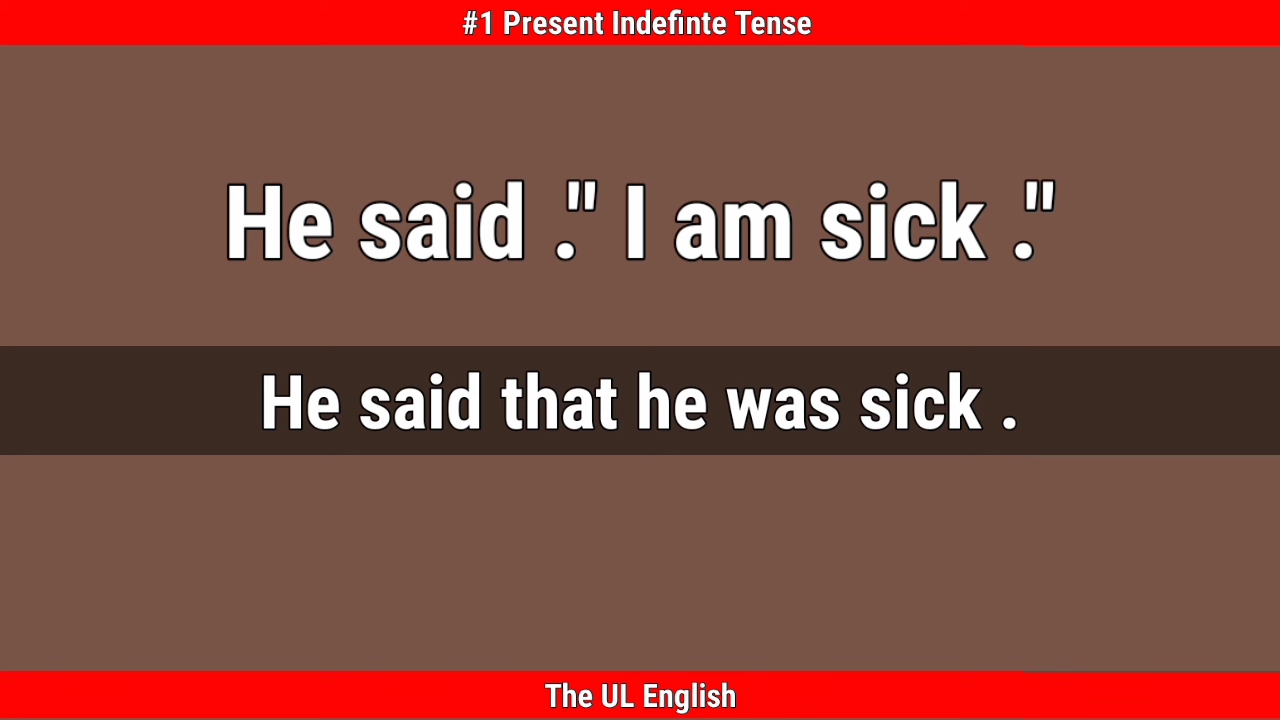 #1 Present Indefinte Tense
He said ." I am sick ."
He said that he was sick .
The UL English